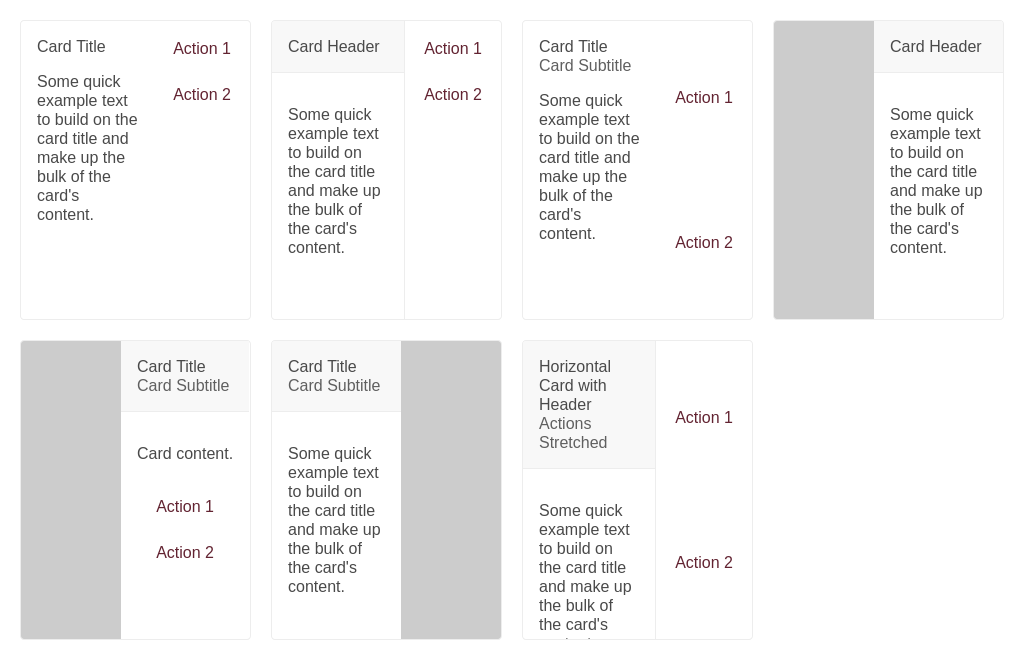 Card Title
Some quick
example text
to build on the
card title and
make up the
bulk of the
card's
content.
Action 1
Action 2
Card Header
Some quick
example text
to build on
the card title
and make up
the bulk of
the card's
content.
Action 1
Action 2
Card Title
Card Subtitle
Some quick
example text
to build on the
card title and
make up the
bulk of the
card's
content.
Action 1
Action 2
Card Header
Some quick
example text
to build on
the card title
and make up
the bulk of
the card's
content.
Card Title
Card Subtitle
Card content.
Action 1
Action 2
Card Title
Card Subtitle
Some quick
example text
to build on
the card title
and make up
the bulk of
the card's
content.
Horizontal
Card with
Header
Actions
Stretched
Some quick
example text
to build on
the card title
and make up
the bulk of
the card's
Action 1
Action 2